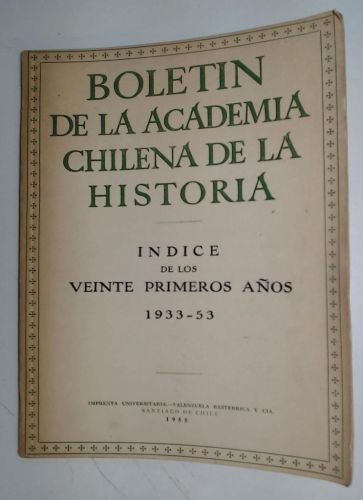 BOLETIN
DE LA ACADEMIA
CHILENA DE LA
HISTORIA
INDICE
DE LOS
VEINTE PRIMEROS AÑOS
1933-53
IMPRENTA UNIVERSITARIA.—VALENZUELA BASTERRICA Y CIA.
SANTIAGO DE CHILE